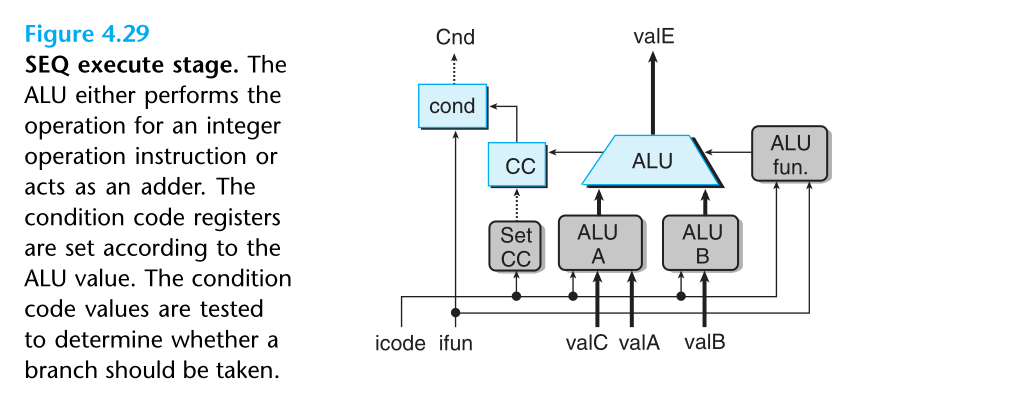 Figure 4.29
SEQ execute stage. The
ALU either performs the
operation for an integer
operation instruction or
acts as an adder. The
condition code registers
are set according to the
ALU value. The condition
code values are tested
to determine whether a
branch should be taken.
Cnd
valE
cond
CC
ALU
ALU
fun.
Set
CC
ALU
A
ALU
B
icode
ifun
valC
valA
valB